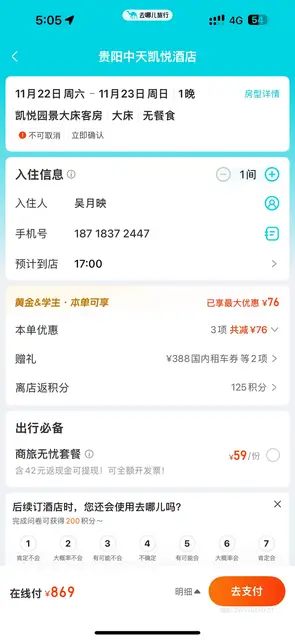 5:05
去哪儿旅行
4G
54
贵阳中天凯悦酒店
11月22日 周六 - 11月23日 周日 1晚
房型详情
凯悦园景大床客房 大床 无餐食
不可取消 立即确认
入住信息
1间
入住人 吴月映
手机号 187 1837 2447
预计到店 17:00
黄金&学生·本单可享
已享最大优惠 ¥76
本单优惠
3项 共减¥76
赠礼
¥388国内租车券 等2项
离店返积分
125积分
出行必备
商旅无忧套餐
¥59/份
含42元返现金可提现！可全额开发票！
后续订酒店时，您还会使用去哪儿吗？
完成问卷可获得200积分~
1 2 3 4 5 6 7
肯定不会 大概率不会 有可能不会 不确定 有可能会 大概率会 肯定会
在线付 ¥869
明细
去支付